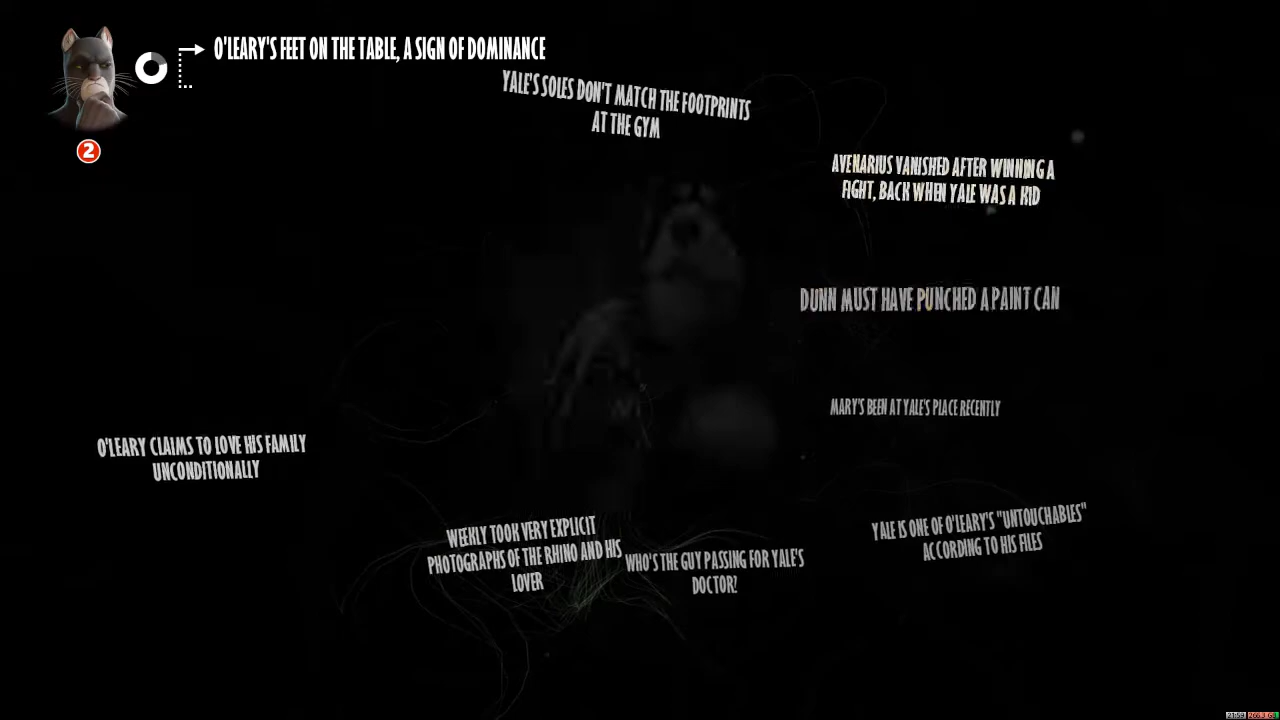 O'LEARY'S FEET ON THE TABLE, A SIGN OF DOMINANCE
YALE'S SOLES DON'T MATCH THE FOOTPRINTS
AT THE GYM
AVENARIUS VANISHED AFTER WINNING A
FIGHT, BACK WHEN YALE WAS A KID
2
DUNN MUST HAVE PUNCHED A PAINT CAN
MARY'S BEEN AT YALE'S PLACE RECENTLY
O'LEARY CLAIMS TO LOVE HIS FAMILY
UNCONDITIONALLY
WEEKLY TOOK VERY EXPLICIT
PHOTOGRAPHS OF THE RHINO AND HIS
LOVER
WHO'S THE GUY PASSING FOR YALE'S
DOCTOR?
YALE IS ONE OF O'LEARY'S "UNTOUCHABLES"
ACCORDING TO HIS FILES